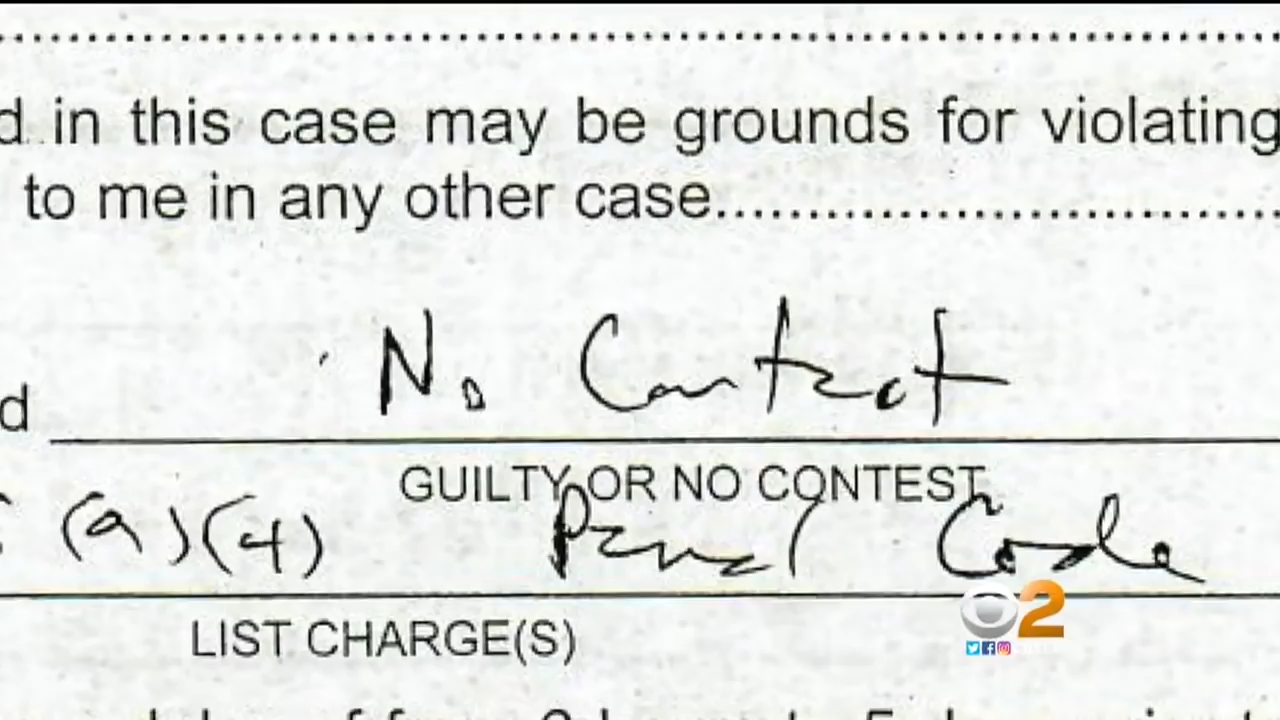 d in this case may be grounds for violating
to me in any other case
d No Contest
GUILTY OR NO CONTEST
(a)(4) Penal Code
LIST CHARGE(S)
2